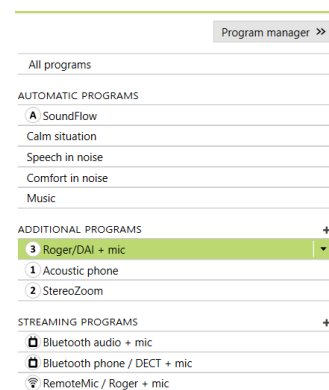 Program manager »
All programs
AUTOMATIC PROGRAMS
A SoundFlow
Calm situation
Speech in noise
Comfort in noise
Music
ADDITIONAL PROGRAMS +
3 Roger/DAI + mic
1 Acoustic phone
2 StereoZoom
STREAMING PROGRAMS +
Bluetooth audio + mic
Bluetooth phone / DECT + mic
RemoteMic / Roger + mic